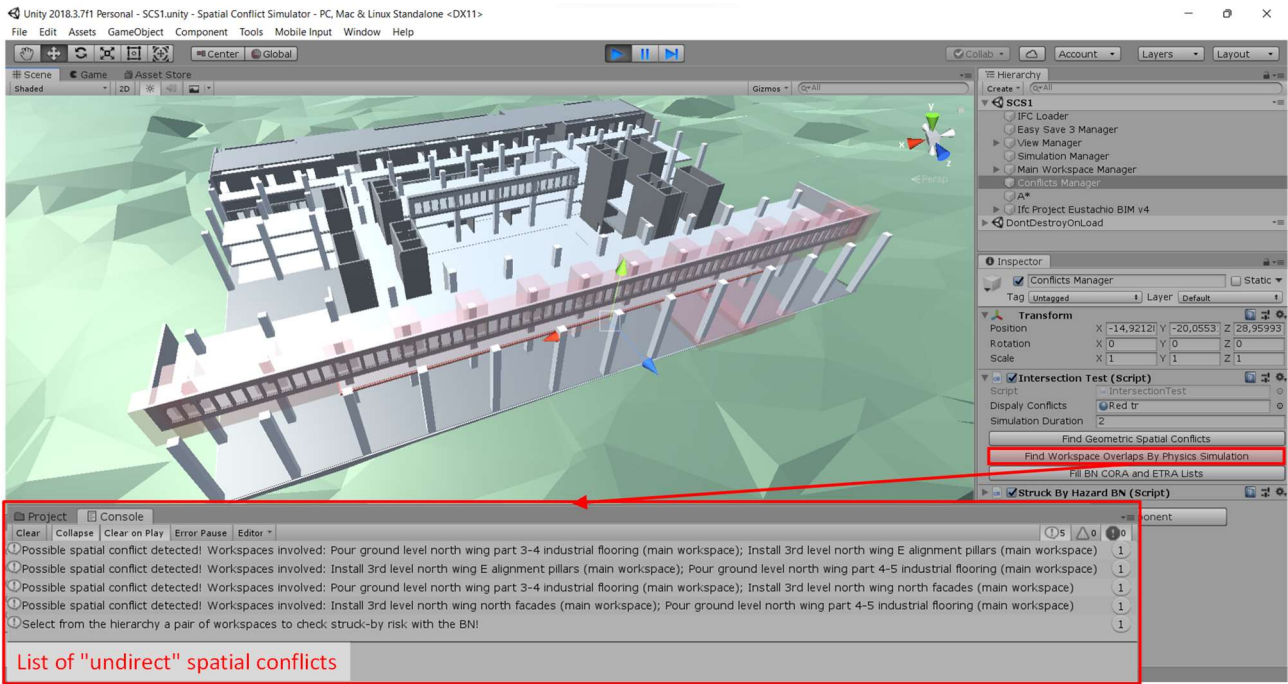 Unity 2018.3.7f1 Personal - SCS1.unity - Spatial Conflict Simulator - PC, Mac & Linux Standalone <DX11>
File Edit Assets GameObject Component Tools Mobile Input Window Help
Center Global
Collab Account Layers Layout
Scene Game Asset Store
Shaded 2D Gizmos All
y
x
z
Persp
Hierarchy
Create All
SCS1
IFC Loader
Easy Save 3 Manager
View Manager
Simulation Manager
Main Workspace Manager
Conflicts Manager
A*
Ifc Project Eustachio BIM v4
DontDestroyOnLoad
Inspector
Conflicts Manager Static
Tag Untagged Layer Default
Transform
Position X -14,9212 Y -20,0553 Z 28,95993
Rotation X 0 Y 0 Z 0
Scale X 1 Y 1 Z 1
Intersection Test (Script)
Script IntersectionTest
Dispaly Conflicts Red tr
Simulation Duration 2
Find Geometric Spatial Conflicts
Find Workspace Overlaps By Physics Simulation
Fill BN CORA and ETRA Lists
Struck By Hazard BN (Script)
ponent
Project Console
Clear Collapse Clear on Play Error Pause Editor 5 0 0
Possible spatial conflict detected! Workspaces involved: Pour ground level north wing part 3-4 industrial flooring (main workspace); Install 3rd level north wing E alignment pillars (main workspace) 1
Possible spatial conflict detected! Workspaces involved: Install 3rd level north wing E alignment pillars (main workspace); Pour ground level north wing part 4-5 industrial flooring (main workspace) 1
Possible spatial conflict detected! Workspaces involved: Pour ground level north wing part 3-4 industrial flooring (main workspace); Install 3rd level north wing north facades (main workspace) 1
Possible spatial conflict detected! Workspaces involved: Install 3rd level north wing north facades (main workspace); Pour ground level north wing part 4-5 industrial flooring (main workspace) 1
Select from the hierarchy a pair of workspaces to check struck-by risk with the BN! 1
List of "undirect" spatial conflicts